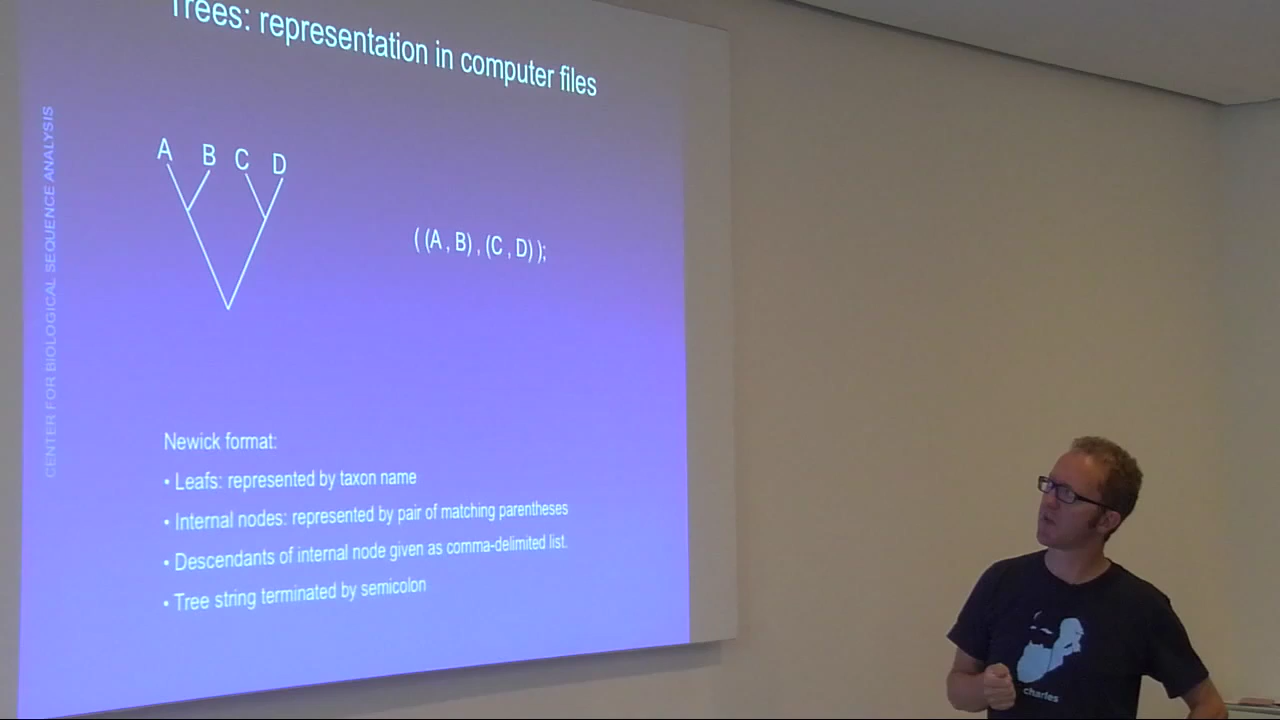 Trees: representation in computer files
CENTER FOR BIOLOGICAL SEQUENCE ANALYSIS
A B C D
( (A , B) , (C , D) );
Newick format:
• Leafs: represented by taxon name
• Internal nodes: represented by pair of matching parentheses
• Descendants of internal node given as comma-delimited list.
• Tree string terminated by semicolon
charles